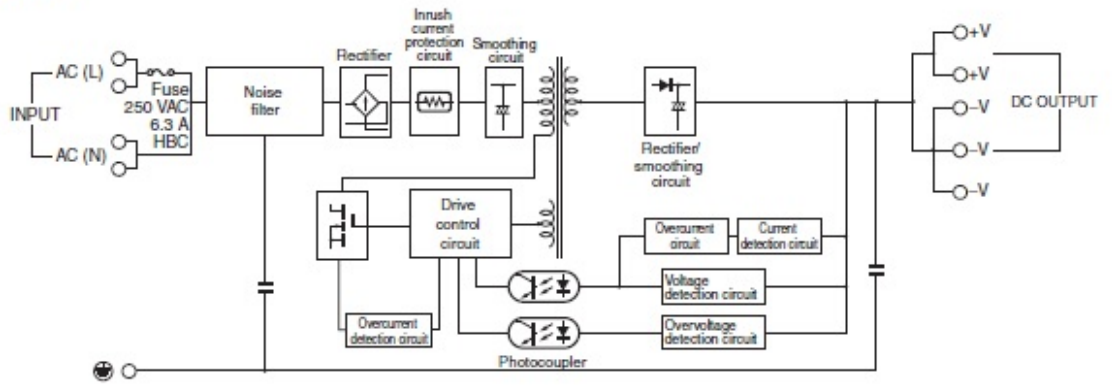 INPUT
AC (L)
AC (N)
Fuse
250 VAC
6.3 A
HBC
Noise
filter
Rectifier
Inrush
current
protection
circuit
Smoothing
circuit
Drive
control
circuit
Overcurrent
detection circuit
Rectifier/
smoothing
circuit
Overcurrent
circuit
Current
detection circuit
Voltage
detection circuit
Overvoltage
detection circuit
Photocoupler
+V
+V
−V
−V
−V
DC OUTPUT